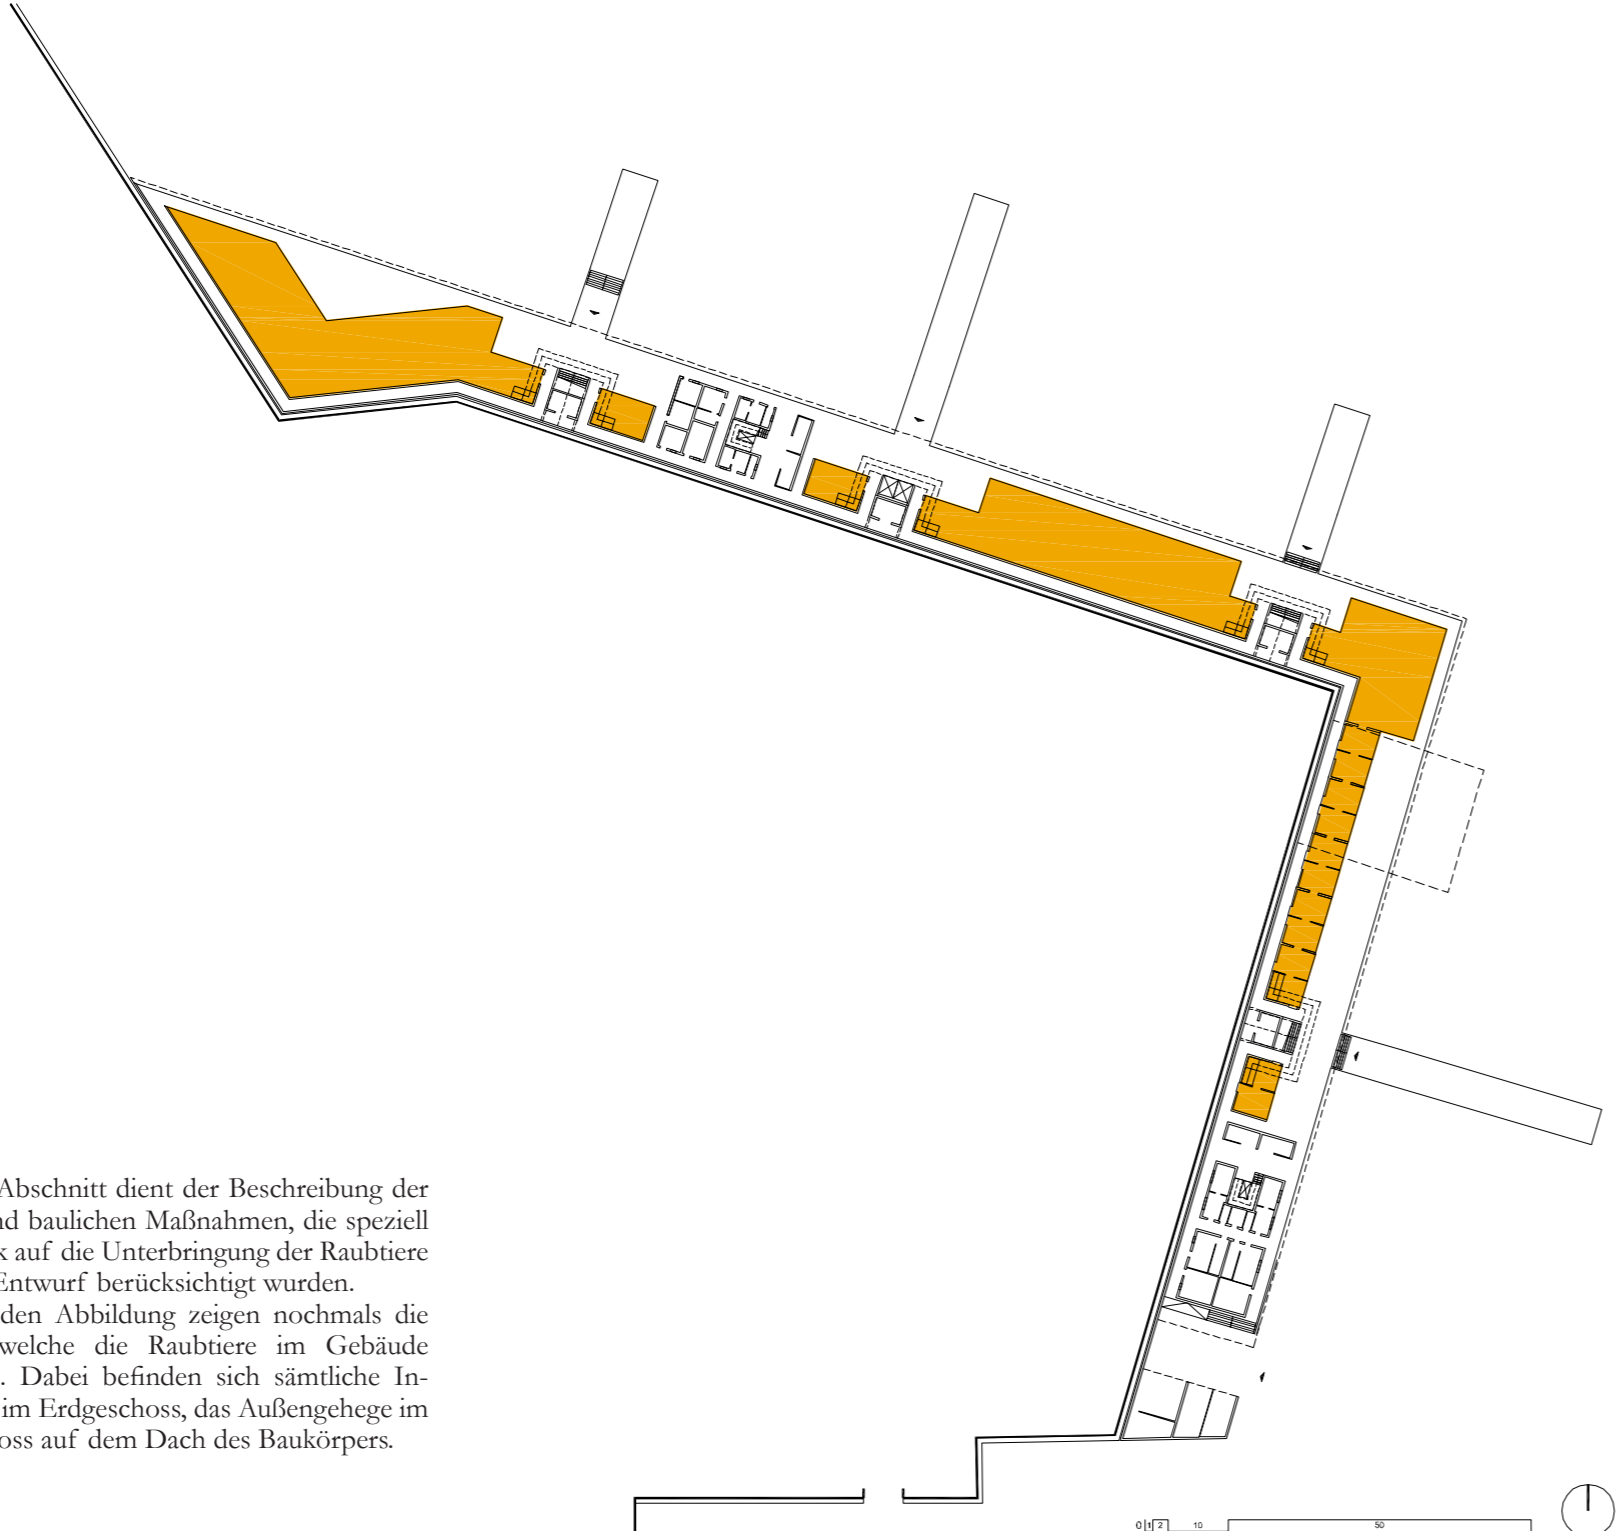 Abschnitt dient der Beschreibung der
nd baulichen Maßnahmen, die speziell
k auf die Unterbringung der Raubtiere
Entwurf berücksichtigt wurden.
den Abbildung zeigen nochmals die
welche die Raubtiere im Gebäude
. Dabei befinden sich sämtliche In-
im Erdgeschoss, das Außengehege im
oss auf dem Dach des Baukörpers.
0 1 2 10 50